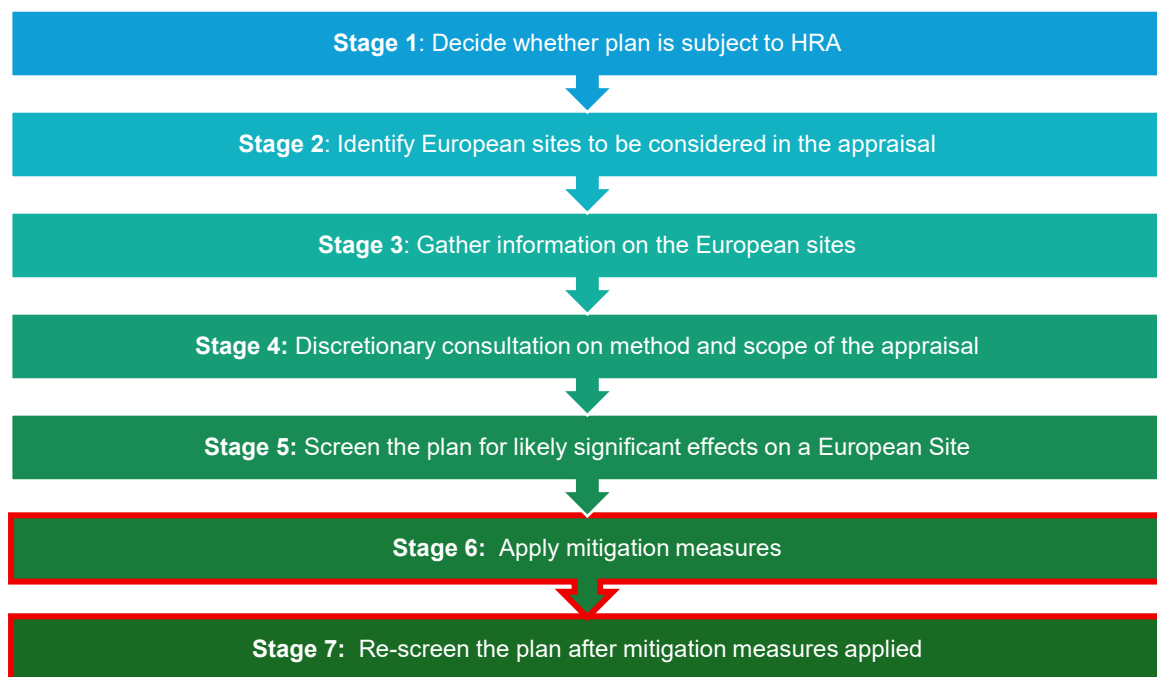 Stage 1: Decide whether plan is subject to HRA
Stage 2: Identify European sites to be considered in the appraisal
Stage 3: Gather information on the European sites
Stage 4: Discretionary consultation on method and scope of the appraisal
Stage 5: Screen the plan for likely significant effects on a European Site
Stage 6: Apply mitigation measures
Stage 7: Re-screen the plan after mitigation measures applied